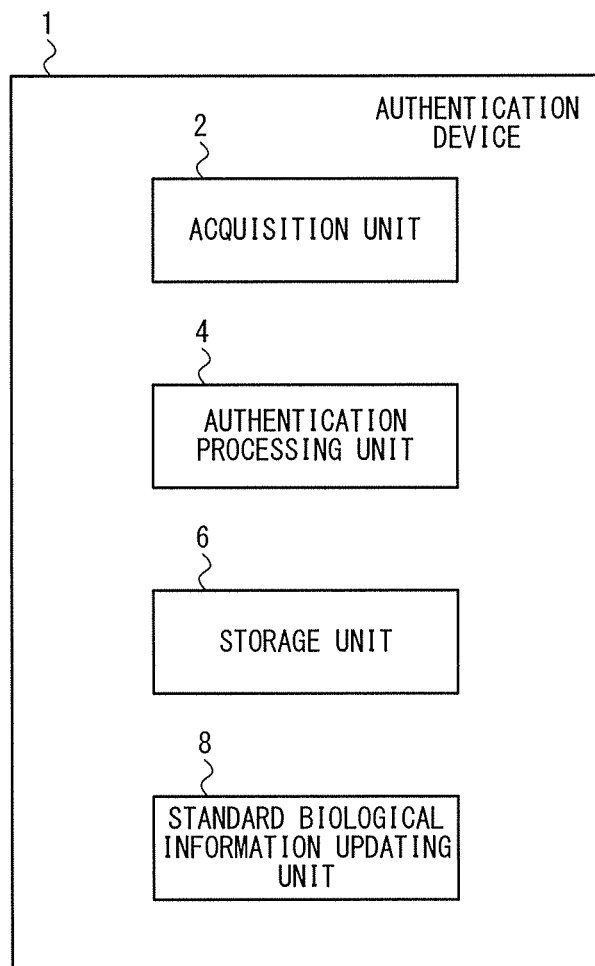 1
AUTHENTICATION
DEVICE
2
ACQUISITION UNIT
4
AUTHENTICATION
PROCESSING UNIT
6
STORAGE UNIT
8
STANDARD BIOLOGICAL
INFORMATION UPDATING
UNIT